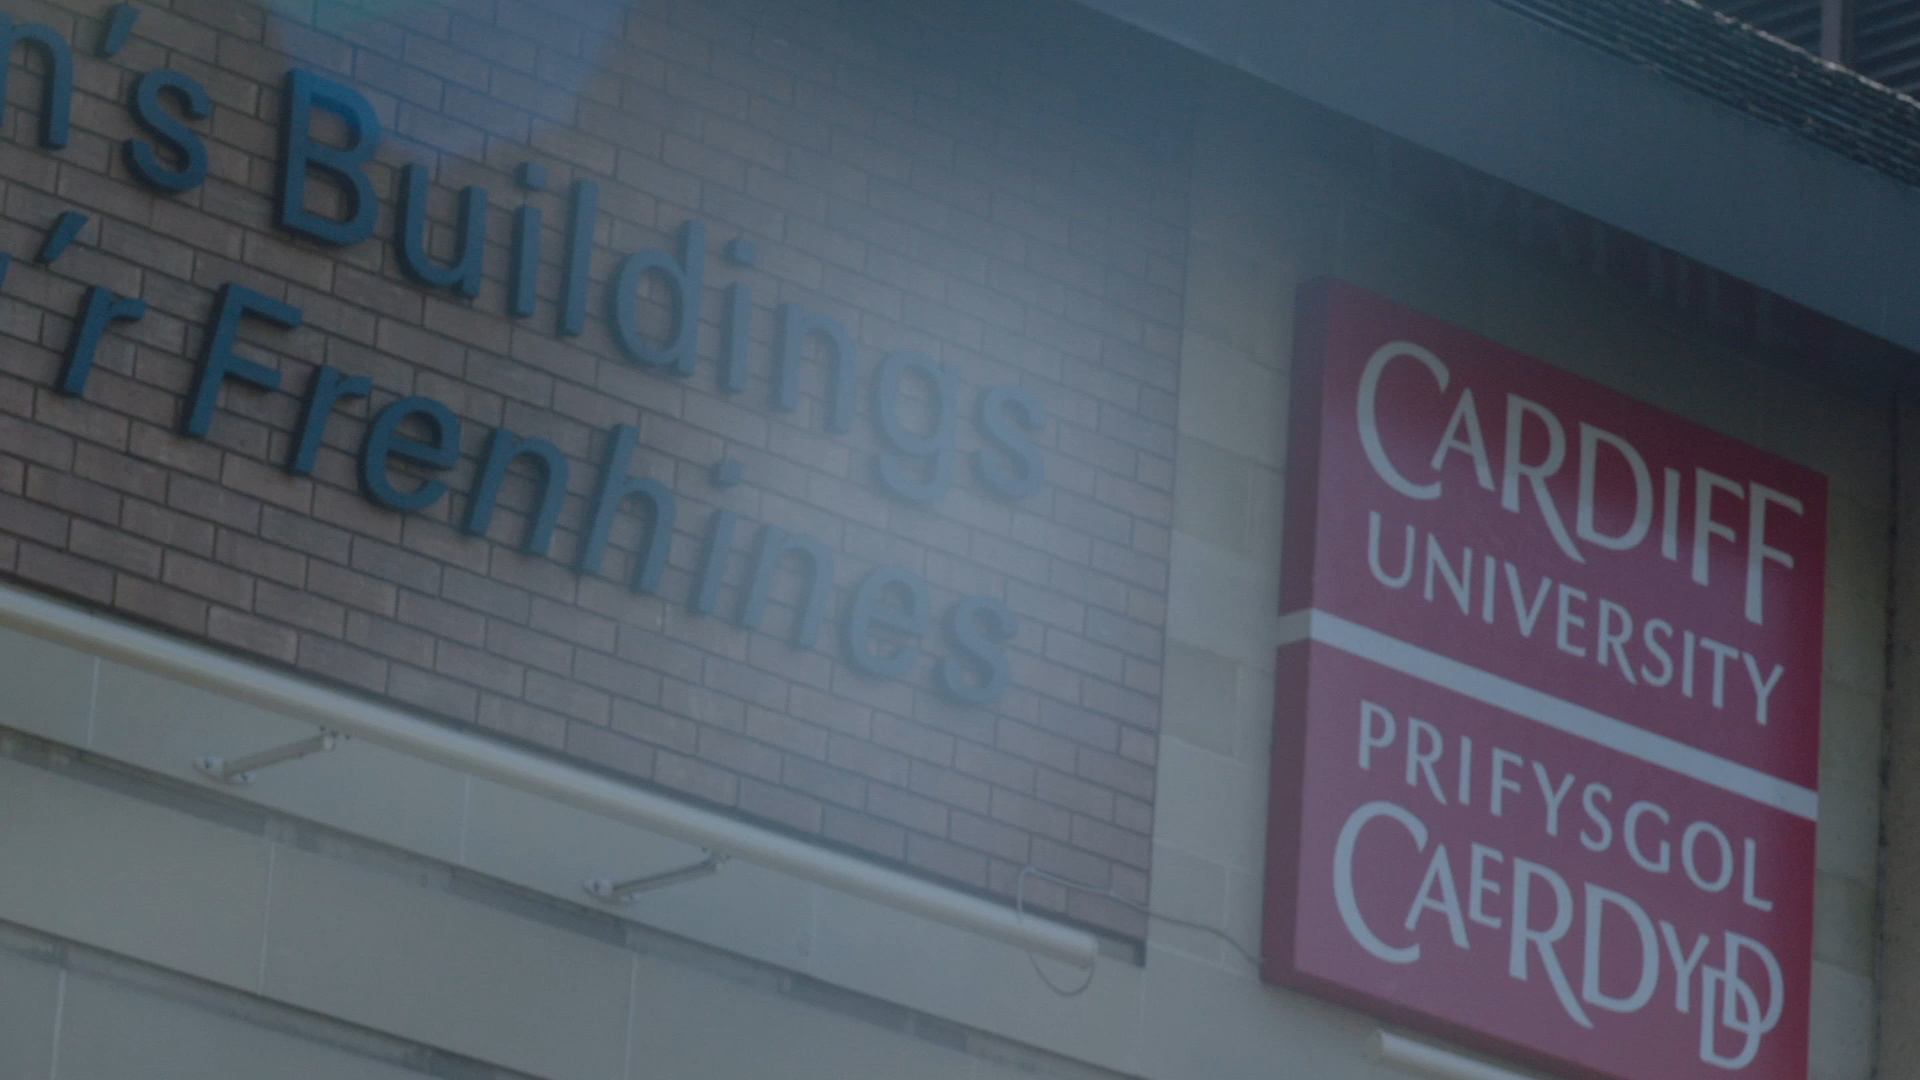 n's Buildings
'r Frenhines
CARDIFF
UNIVERSITY
PRIFYSGOL
CAERDYDD